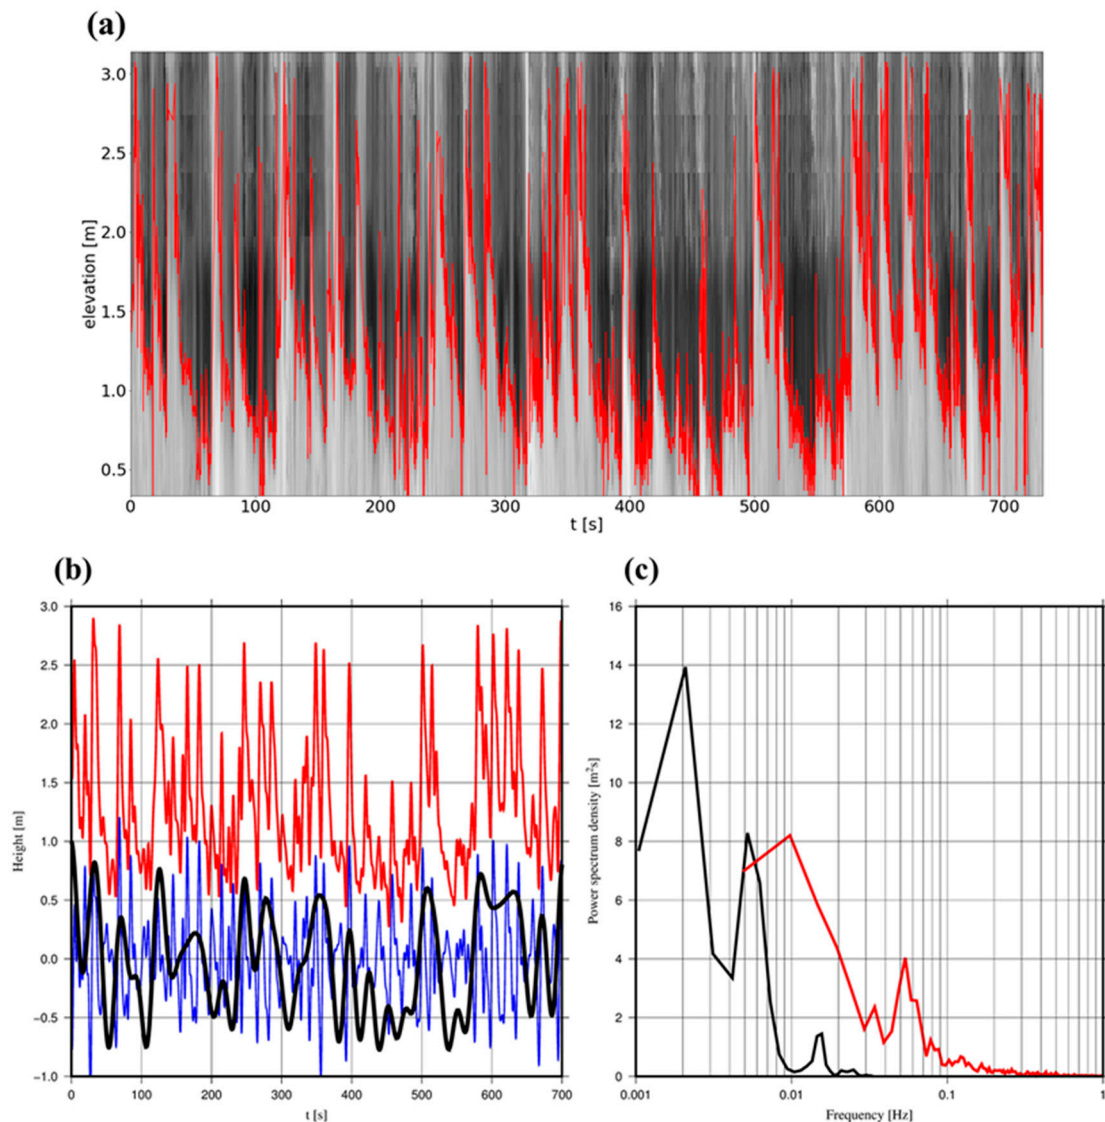 (a)
3.0
2.5
2.0
1.5
1.0
0.5
elevation [m]
0 100 200 300 400 500 600 700
t [s]
(b)
3.0
2.5
2.0
1.5
1.0
0.5
0.0
−0.5
−1.0
Height [m]
0 100 200 300 400 500 600 700
t [s]
(c)
16
14
12
10
8
6
4
2
0
Power spectrum density [m²s]
0.001 0.01 0.1 1
Frequency [Hz]